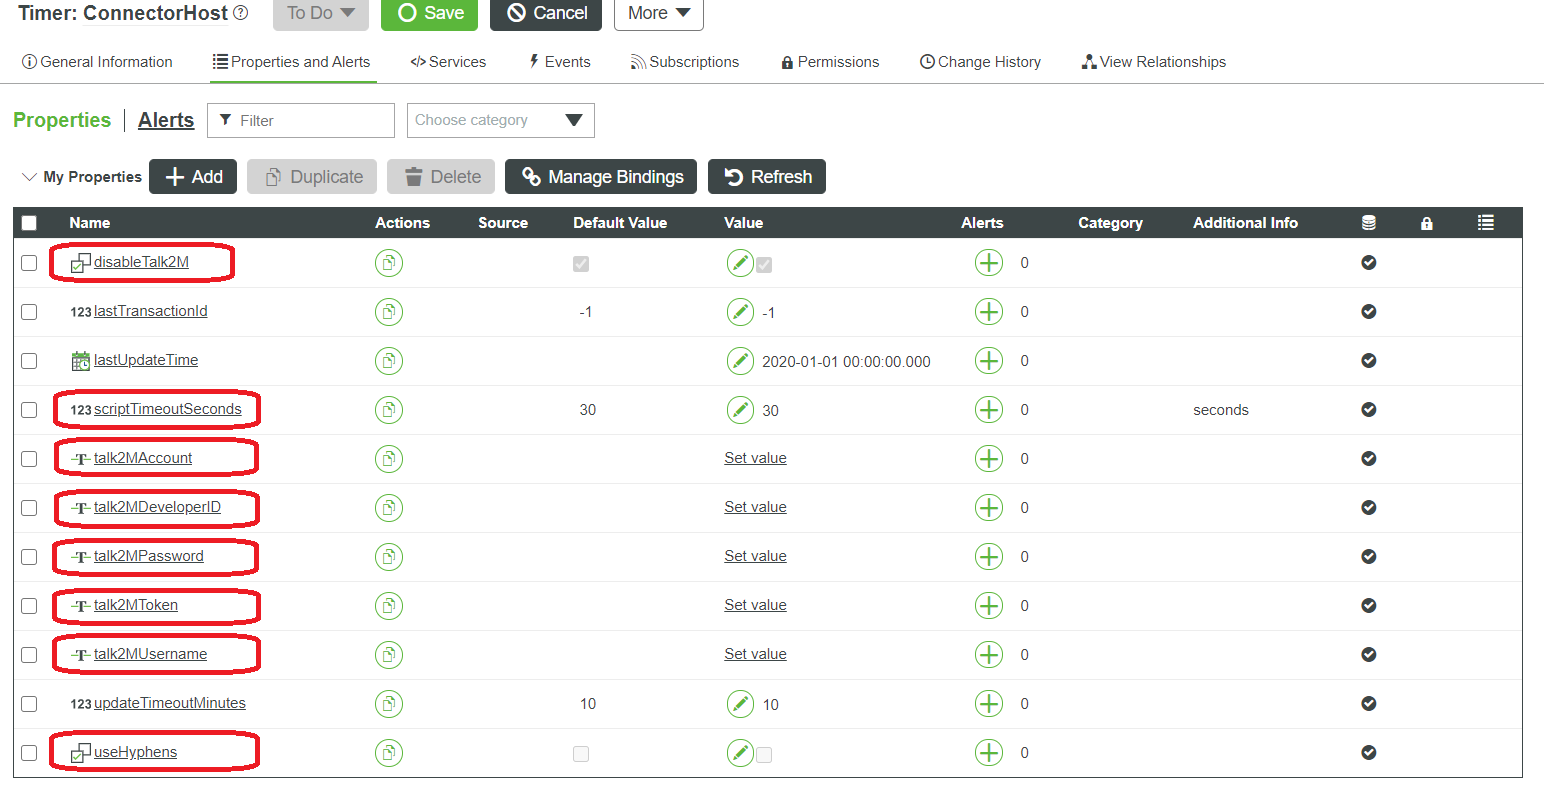 Timer: ConnectorHost ? To Do Save Cancel More
General Information Properties and Alerts </> Services Events Subscriptions Permissions Change History View Relationships
Properties | Alerts Filter Choose category
My Properties + Add Duplicate Delete Manage Bindings Refresh
Name Actions Source Default Value Value Alerts Category Additional Info
disableTalk2M 0
123 lastTransactionId -1 -1 0
lastUpdateTime 2020-01-01 00:00:00.000 0
123 scriptTimeoutSeconds 30 30 0 seconds
T talk2MAccount Set value 0
T talk2MDeveloperID Set value 0
T talk2MPassword Set value 0
T talk2MToken Set value 0
T talk2MUsername Set value 0
123 updateTimeoutMinutes 10 10 0
useHyphens 0